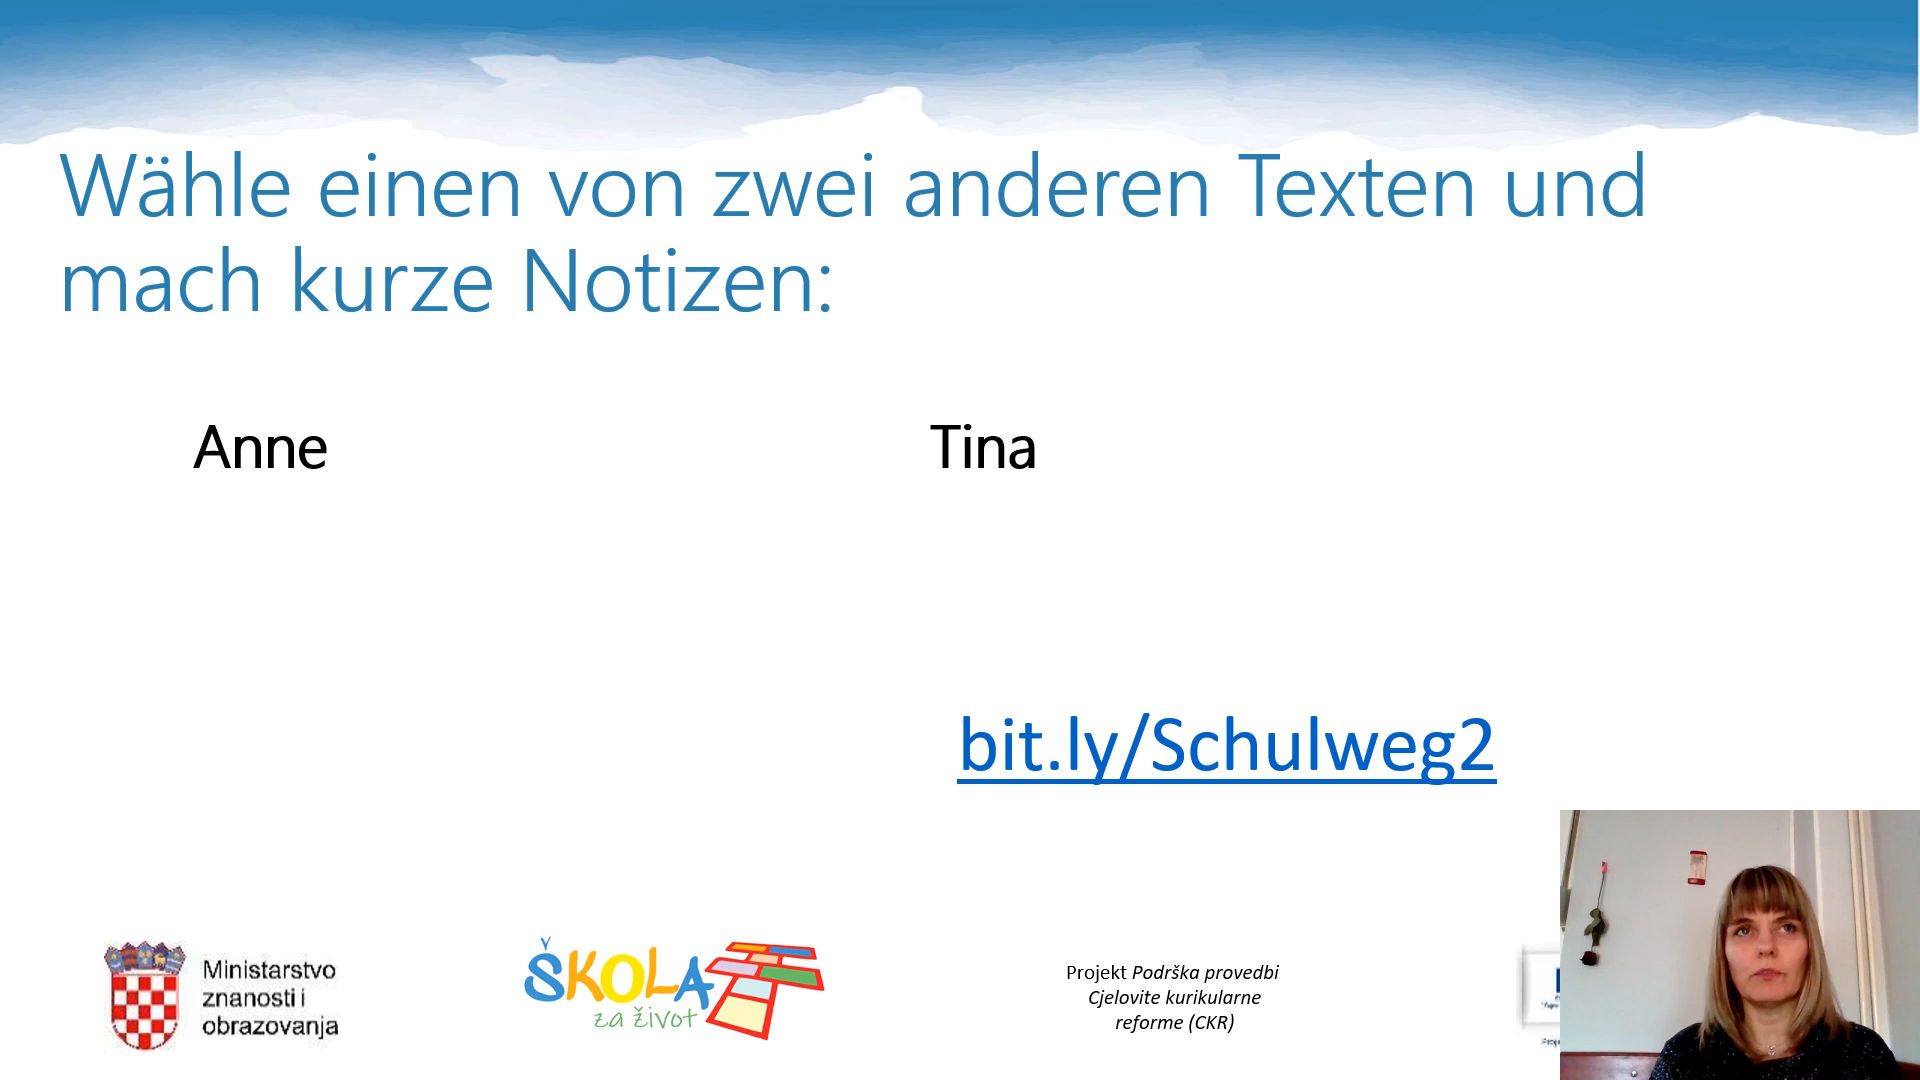 Wähle einen von zwei anderen Texten und
mach kurze Notizen:
Anne
Tina
bit.ly/Schulweg2
Ministarstvo
znanosti i
obrazovanja
ŠKOLA
za život
Projekt Podrška provedbi
Cjelovite kurikularne
reforme (CKR)